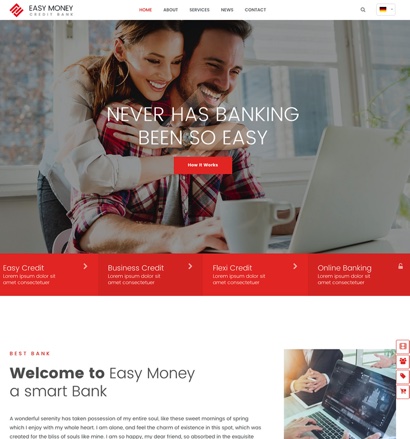 EASY MONEY
CREDIT BANK
HOME ABOUT SERVICES NEWS CONTACT
NEVER HAS BANKING
BEEN SO EASY
How It Works
Easy Credit
Lorem ipsum dolor sit
amet consectetuer
Business Credit
Lorem ipsum dolor sit
amet consectetuer
Flexi Credit
Lorem ipsum dolor sit
amet consectetuer
Online Banking
Lorem ipsum dolor sit
amet consectetuer
BEST BANK
Welcome to Easy Money
a smart Bank
A wonderful serenity has taken possession of my entire soul, like these sweet mornings of spring
which I enjoy with my whole heart. I am alone, and feel the charm of existence in this spot, which was
created for the bliss of souls like mine. I am so happy, my dear friend, so absorbed in the exquisite